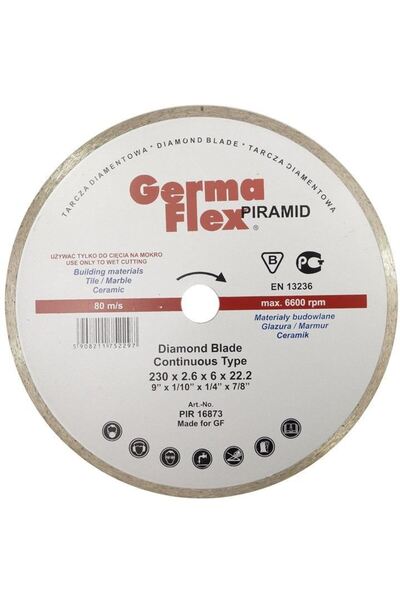 TARCZA DIAMENTOWA • DIAMOND BLADE • TARCZA DIAMENTOWA
Germa
Flex® PIRAMID
UŻYWAĆ TYLKO DO CIĘCIA NA MOKRO
USE ONLY TO WET CUTTING
Building materials
Tile / Marble
Ceramic
B
PC
EN 13236
80 m/s
max. 6600 rpm
Materiały budowlane
Glazura / Marmur
Ceramik
5908211752297
Diamond Blade
Continuous Type
230 x 2.6 x 6 x 22.2
9" x 1/10" x 1/4" x 7/8"
Art.-No.
PIR 16873
Made for GF